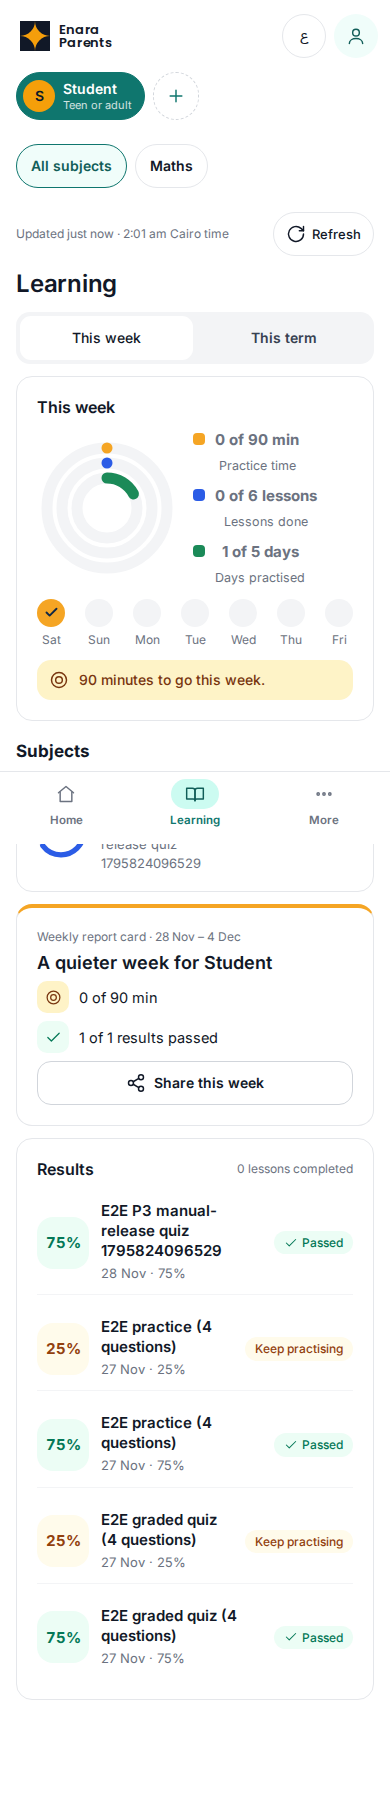 Enara
Parents
ع
S
Student
Teen or adult
All subjects
Maths
Updated just now · 2:01 am Cairo time
Refresh
Learning
This week
This term
This week
0 of 90 min
Practice time
0 of 6 lessons
Lessons done
1 of 5 days
Days practised
Sat
Sun
Mon
Tue
Wed
Thu
Fri
90 minutes to go this week.
Subjects
Home
Learning
More
release quiz
1795824096529
Weekly report card · 28 Nov – 4 Dec
A quieter week for Student
0 of 90 min
1 of 1 results passed
Share this week
Results
0 lessons completed
75%
E2E P3 manual-
release quiz
1795824096529
28 Nov · 75%
Passed
25%
E2E practice (4
questions)
27 Nov · 25%
Keep practising
75%
E2E practice (4
questions)
27 Nov · 75%
Passed
25%
E2E graded quiz
(4 questions)
27 Nov · 25%
Keep practising
75%
E2E graded quiz (4
questions)
27 Nov · 75%
Passed